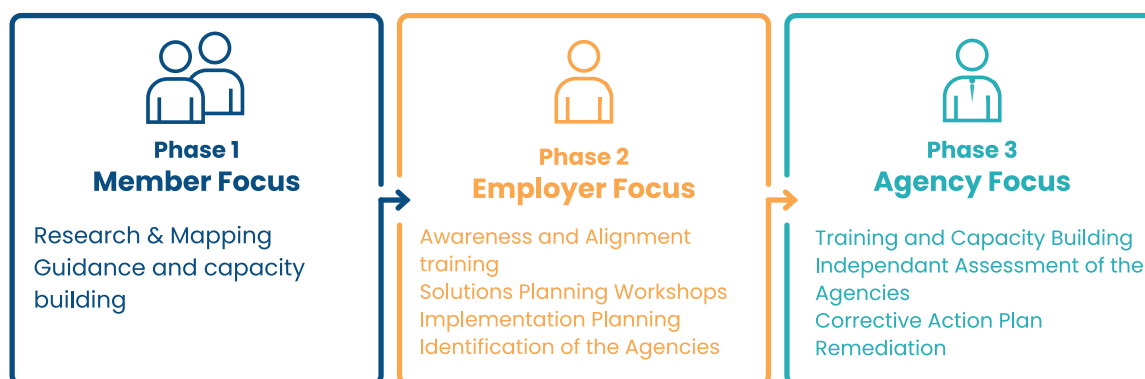 Phase 1
Member Focus
Research & Mapping
Guidance and capacity
building
Phase 2
Employer Focus
Awareness and Alignment
training
Solutions Planning Workshops
Implementation Planning
Identification of the Agencies
Phase 3
Agency Focus
Training and Capacity Building
Independant Assessment of the
Agencies
Corrective Action Plan
Remediation